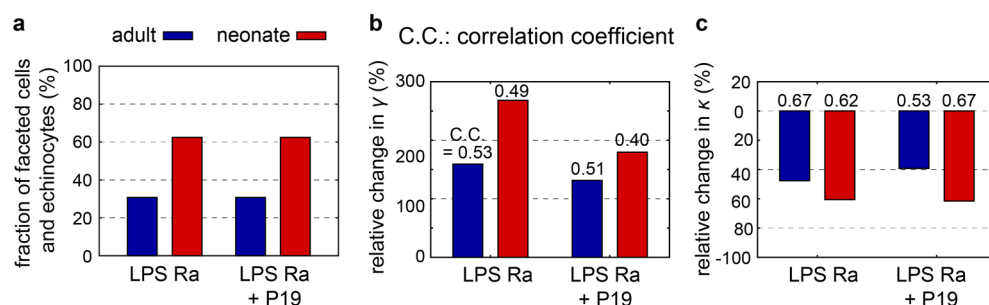 a
adult neonate
fraction of faceted cells
and echinocytes (%)
100
80
60
40
20
0
LPS Ra
LPS Ra
+ P19
b
C.C.: correlation coefficient
relative change in γ (%)
300
200
100
0
C.C.
= 0.53
0.49
0.51
0.40
LPS Ra
LPS Ra
+ P19
c
relative change in κ (%)
20
0
20
40
60
80
-100
0.67
0.62
0.53
0.67
LPS Ra
LPS Ra
+ P19